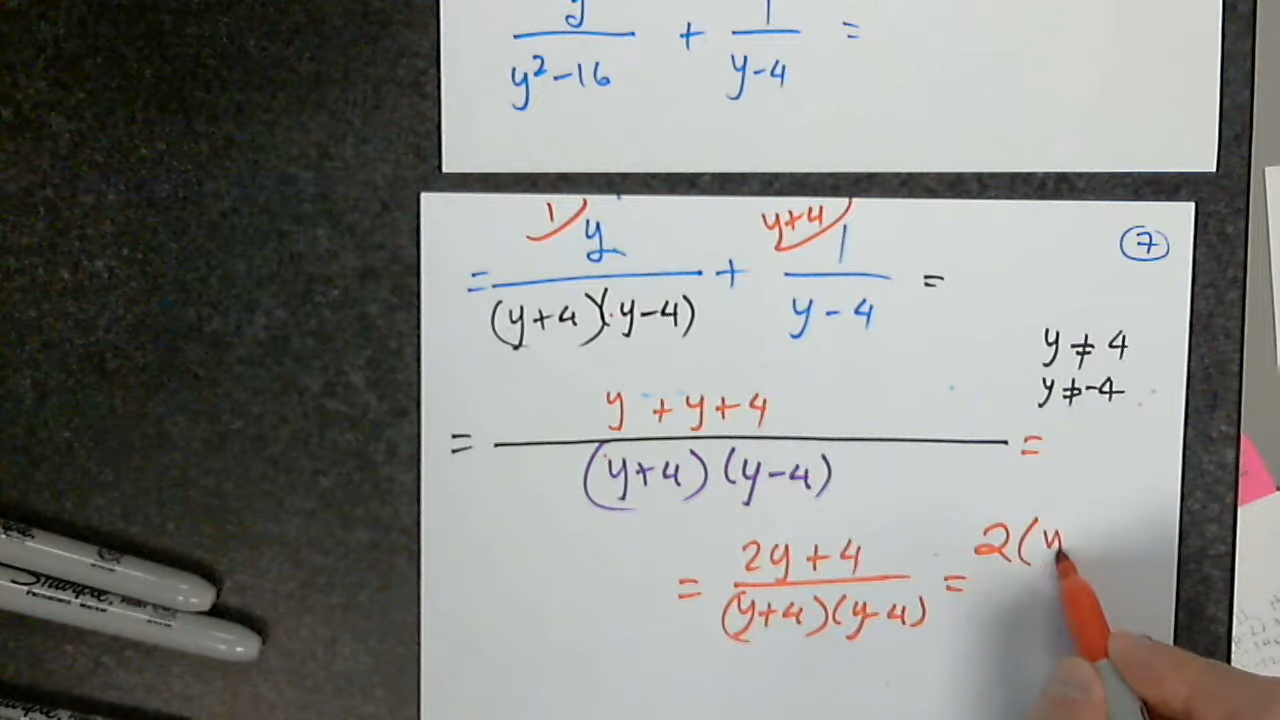 y 1
y²-16 + y-4 =
1 y+4 7
= y + 1 =
(y+4)(y-4) y-4
y ≠ 4
y ≠ -4
y + y + 4
= =
(y+4)(y-4)
= 2y+4 = 2(y
(y+4)(y-4)
Sharpie